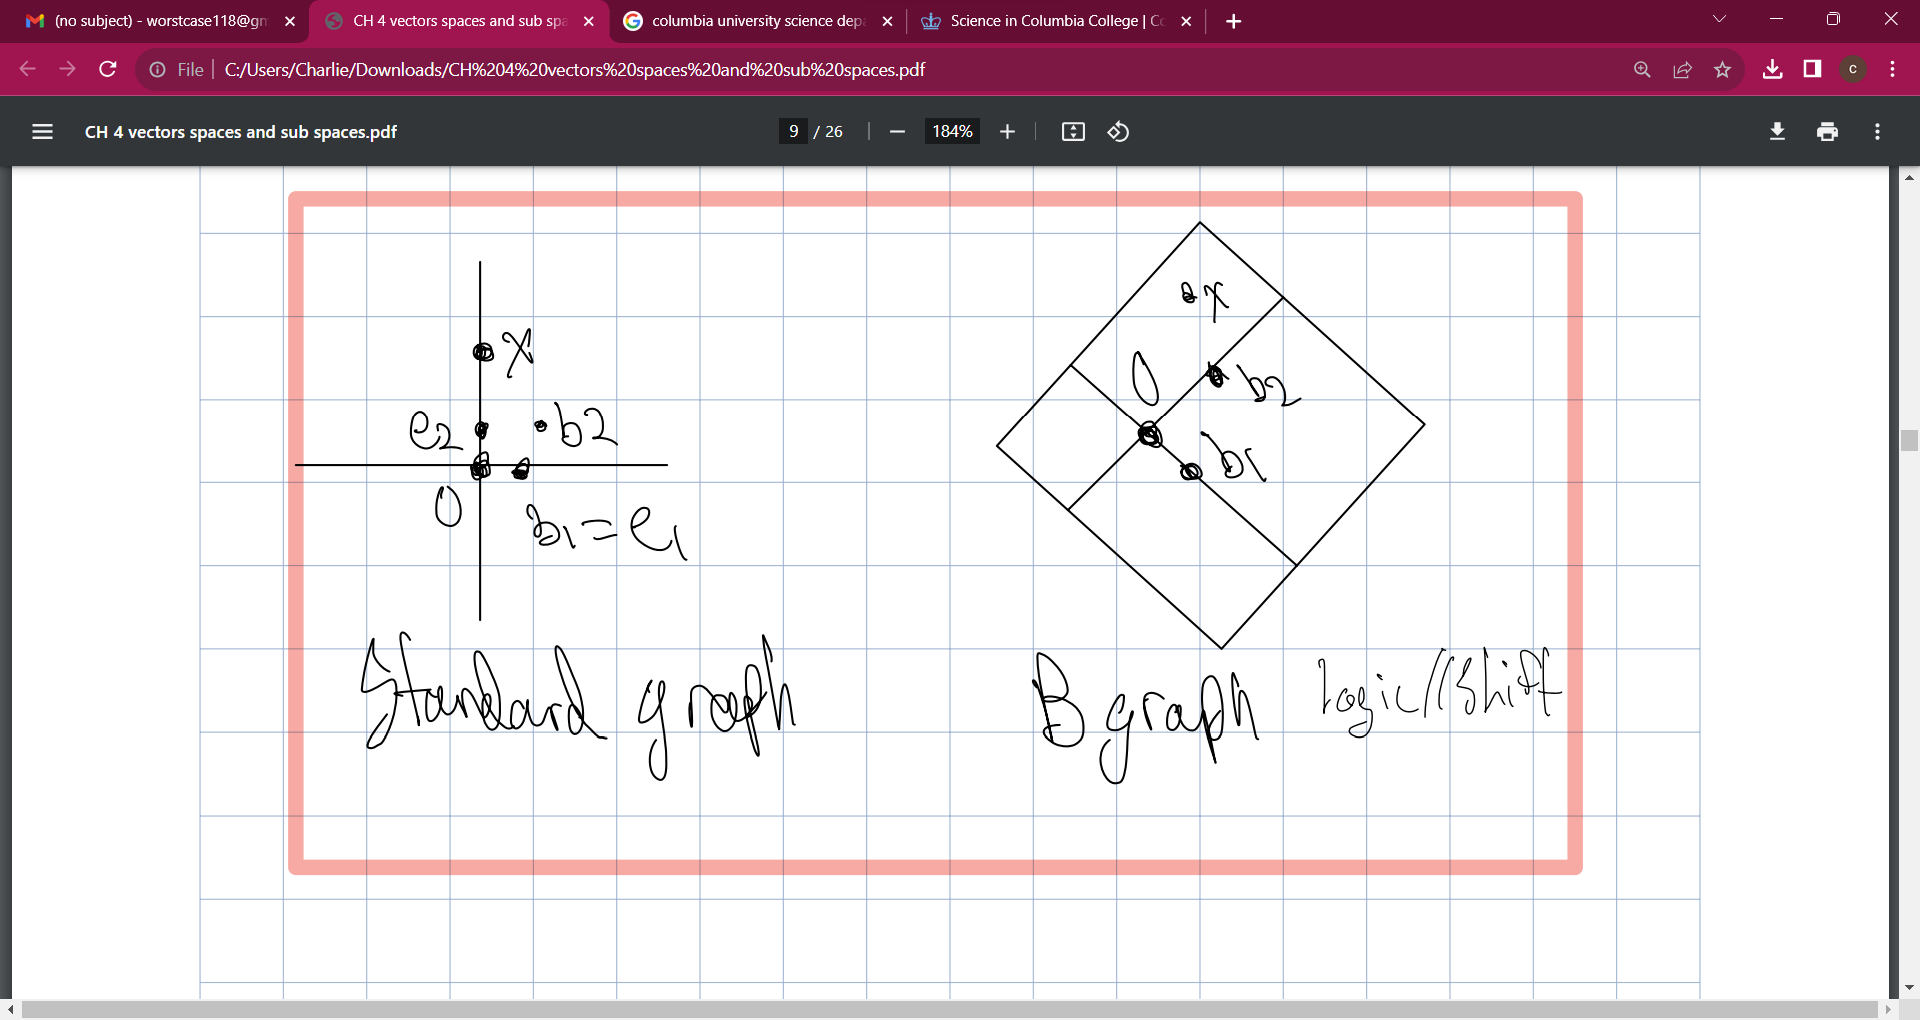 (no subject) - worstcase118@gm
CH 4 vectors spaces and sub spa
columbia university science depa
Science in Columbia College | Co
File
C:/Users/Charlie/Downloads/CH%204%20vectors%20spaces%20and%20sub%20spaces.pdf
c
CH 4 vectors spaces and sub spaces.pdf
9 / 26
184%
x
e2
b2
0
b1 = e1
Standard graph
x
0
b2
b1
B graph
Logic//Shift